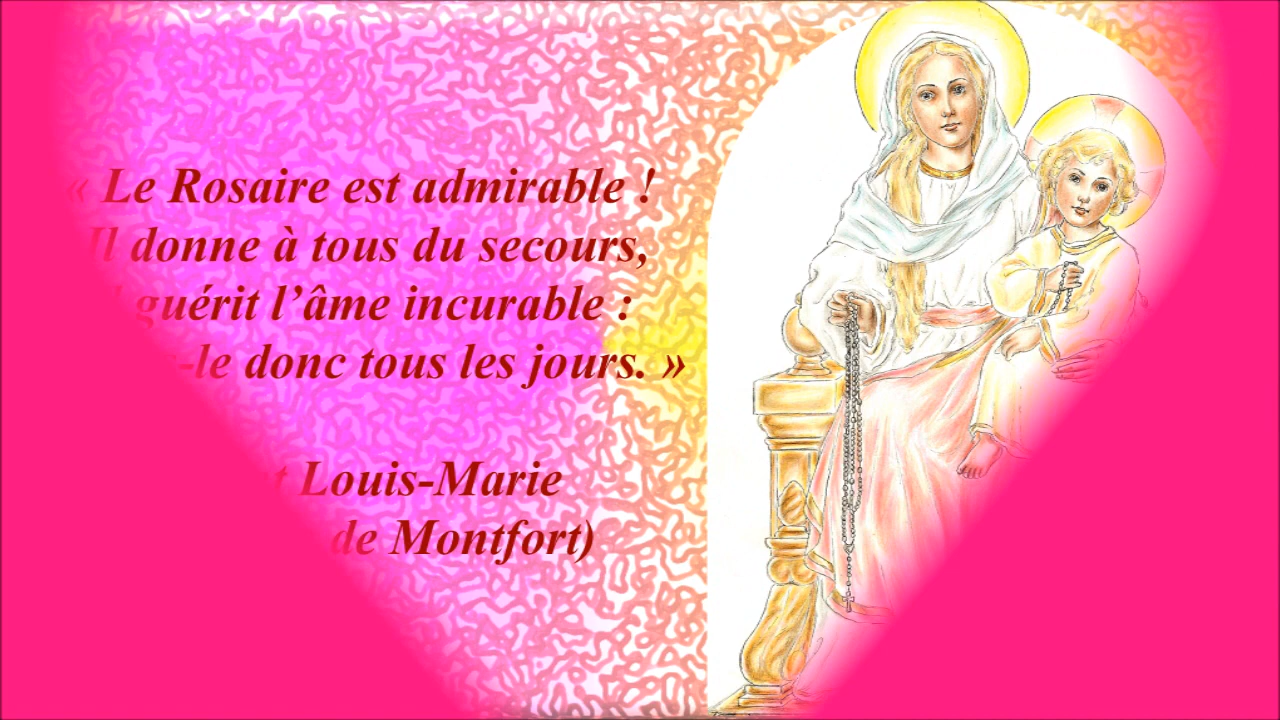 « Le Rosaire est admirable !
Il donne à tous du secours,
guérit l’âme incurable :
-le donc tous les jours. »
Louis-Marie
de Montfort)